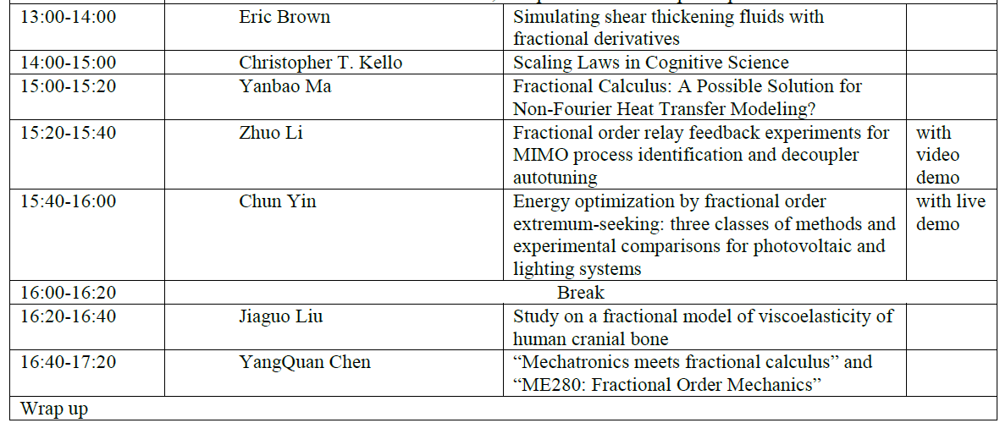 13:00-14:00 Eric Brown Simulating shear thickening fluids with
fractional derivatives
14:00-15:00 Christopher T. Kello Scaling Laws in Cognitive Science
15:00-15:20 Yanbao Ma Fractional Calculus: A Possible Solution for
Non-Fourier Heat Transfer Modeling?
15:20-15:40 Zhuo Li Fractional order relay feedback experiments for with
MIMO process identification and decoupler video
autotuning demo
15:40-16:00 Chun Yin Energy optimization by fractional order with live
extremum-seeking: three classes of methods and demo
experimental comparisons for photovoltaic and
lighting systems
16:00-16:20 Break
16:20-16:40 Jiaguo Liu Study on a fractional model of viscoelasticity of
human cranial bone
16:40-17:20 YangQuan Chen “Mechatronics meets fractional calculus” and
“ME280: Fractional Order Mechanics”
Wrap up